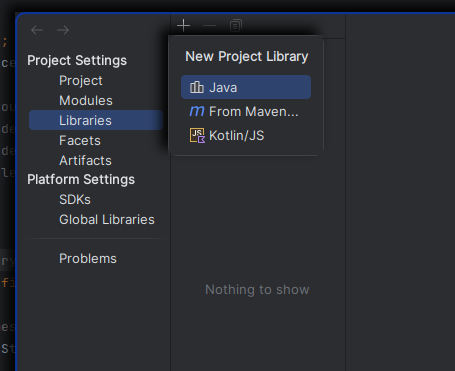 Project Settings
Project
Modules
Libraries
Facets
Artifacts
Platform Settings
SDKs
Global Libraries
Problems
New Project Library
Java
m From Maven...
JS Kotlin/JS
Nothing to show